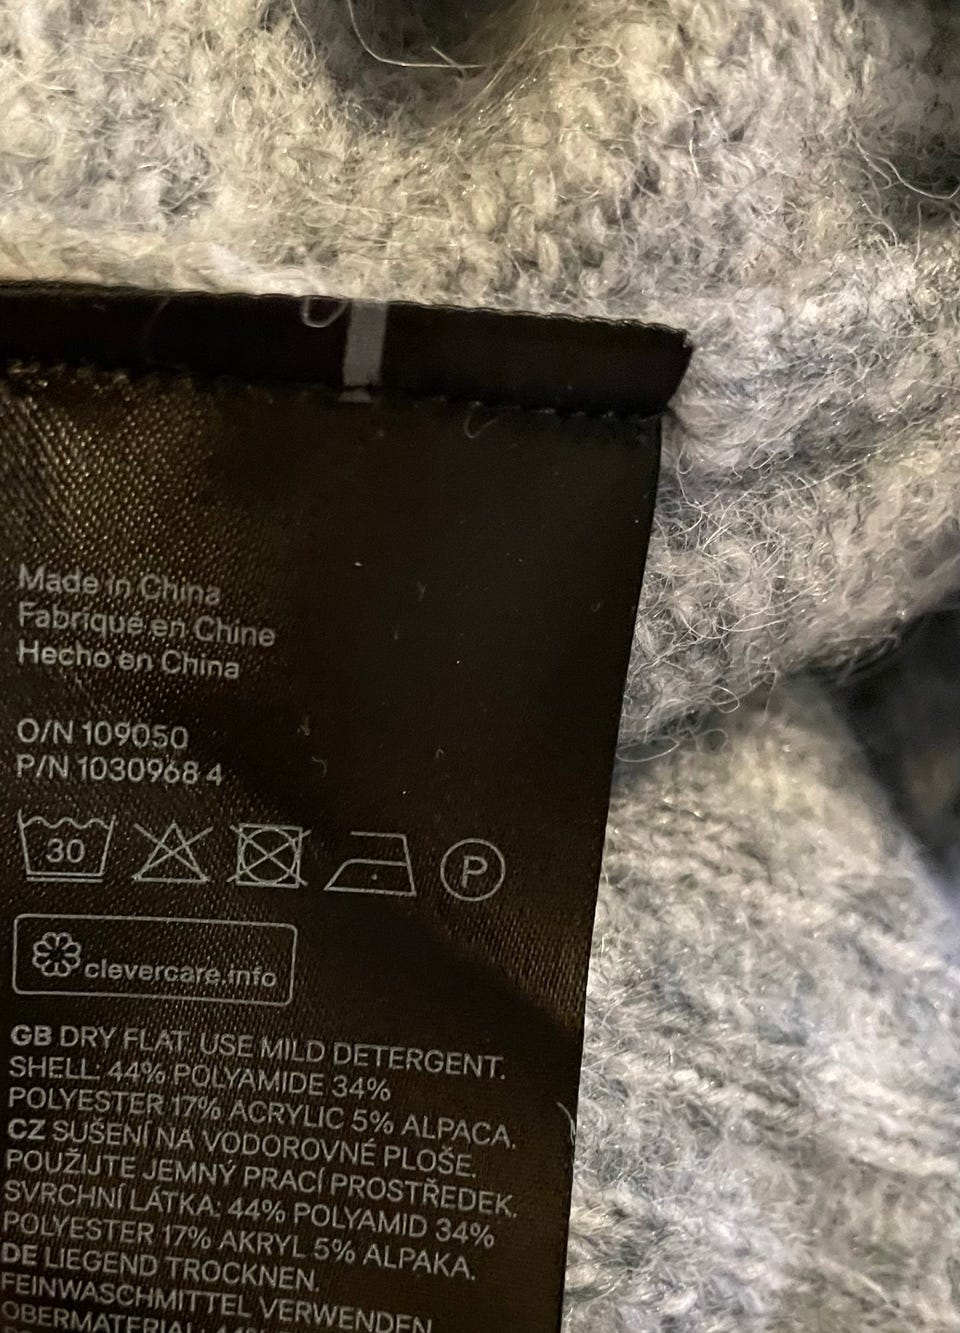 Made in China
Fabriqué en Chine
Hecho en China
O/N 109050
P/N 1030968 4
30
P
clevercare.info
GB DRY FLAT. USE MILD DETERGENT.
SHELL: 44% POLYAMIDE 34%
POLYESTER 17% ACRYLIC 5% ALPACA.
CZ SUŠENÍ NA VODOROVNÉ PLOŠE.
POUŽIJTE JEMNÝ PRACÍ PROSTŘEDEK.
SVRCHNÍ LÁTKA: 44% POLYAMID 34%
POLYESTER 17% AKRYL 5% ALPAKA.
DE LIEGEND TROCKNEN.
FEINWASCHMITTEL VERWENDEN
OBERMATERIAL: 44%